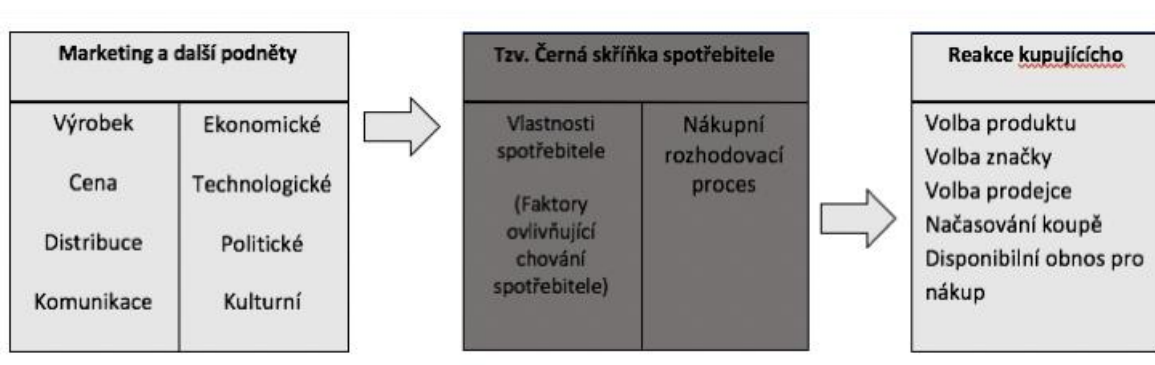 Marketing a další podněty
Výrobek
Cena
Distribuce
Komunikace
Ekonomické
Technologické
Politické
Kulturní
Tzv. Černá skříňka spotřebitele
Vlastnosti
spotřebitele
(Faktory
ovlivňující
chování
spotřebitele)
Nákupní
rozhodovací
proces
Reakce kupujícícho
Volba produktu
Volba značky
Volba prodejce
Načasování koupě
Disponibilní obnos pro
nákup